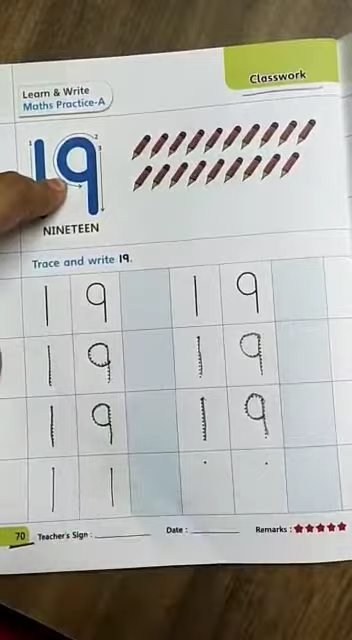 Learn & Write
Maths Practice-A
Classwork
19
NINETEEN
Trace and write 19.
1 9 1 9
1 9 1 9
1 9 1 9
1 1
70 Teacher's Sign : Date : Remarks :